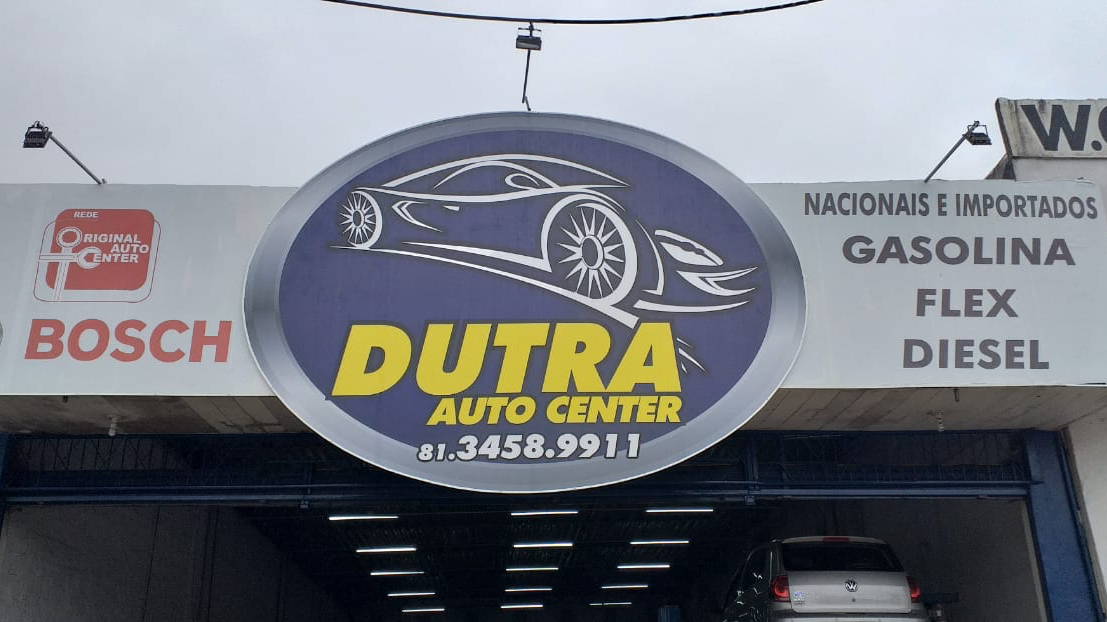 REDE
ORIGINAL
AUTO
CENTER
BOSCH
DUTRA
AUTO CENTER
81.3458.9911
NACIONAIS E IMPORTADOS
GASOLINA
FLEX
DIESEL